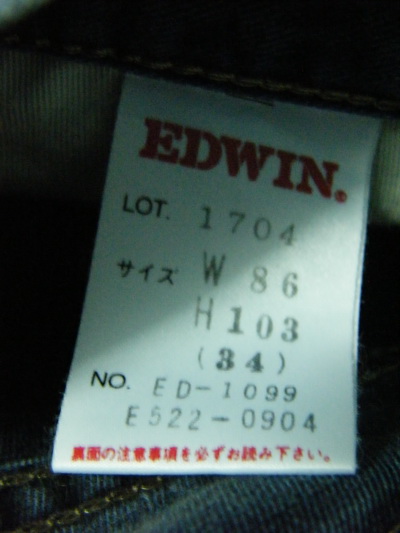 EDWIN.
LOT. 1704
サイズ W 86
H 103
(34)
NO. ED-1099
E522-0904
裏面の注意事項を必ずお読み下さい。